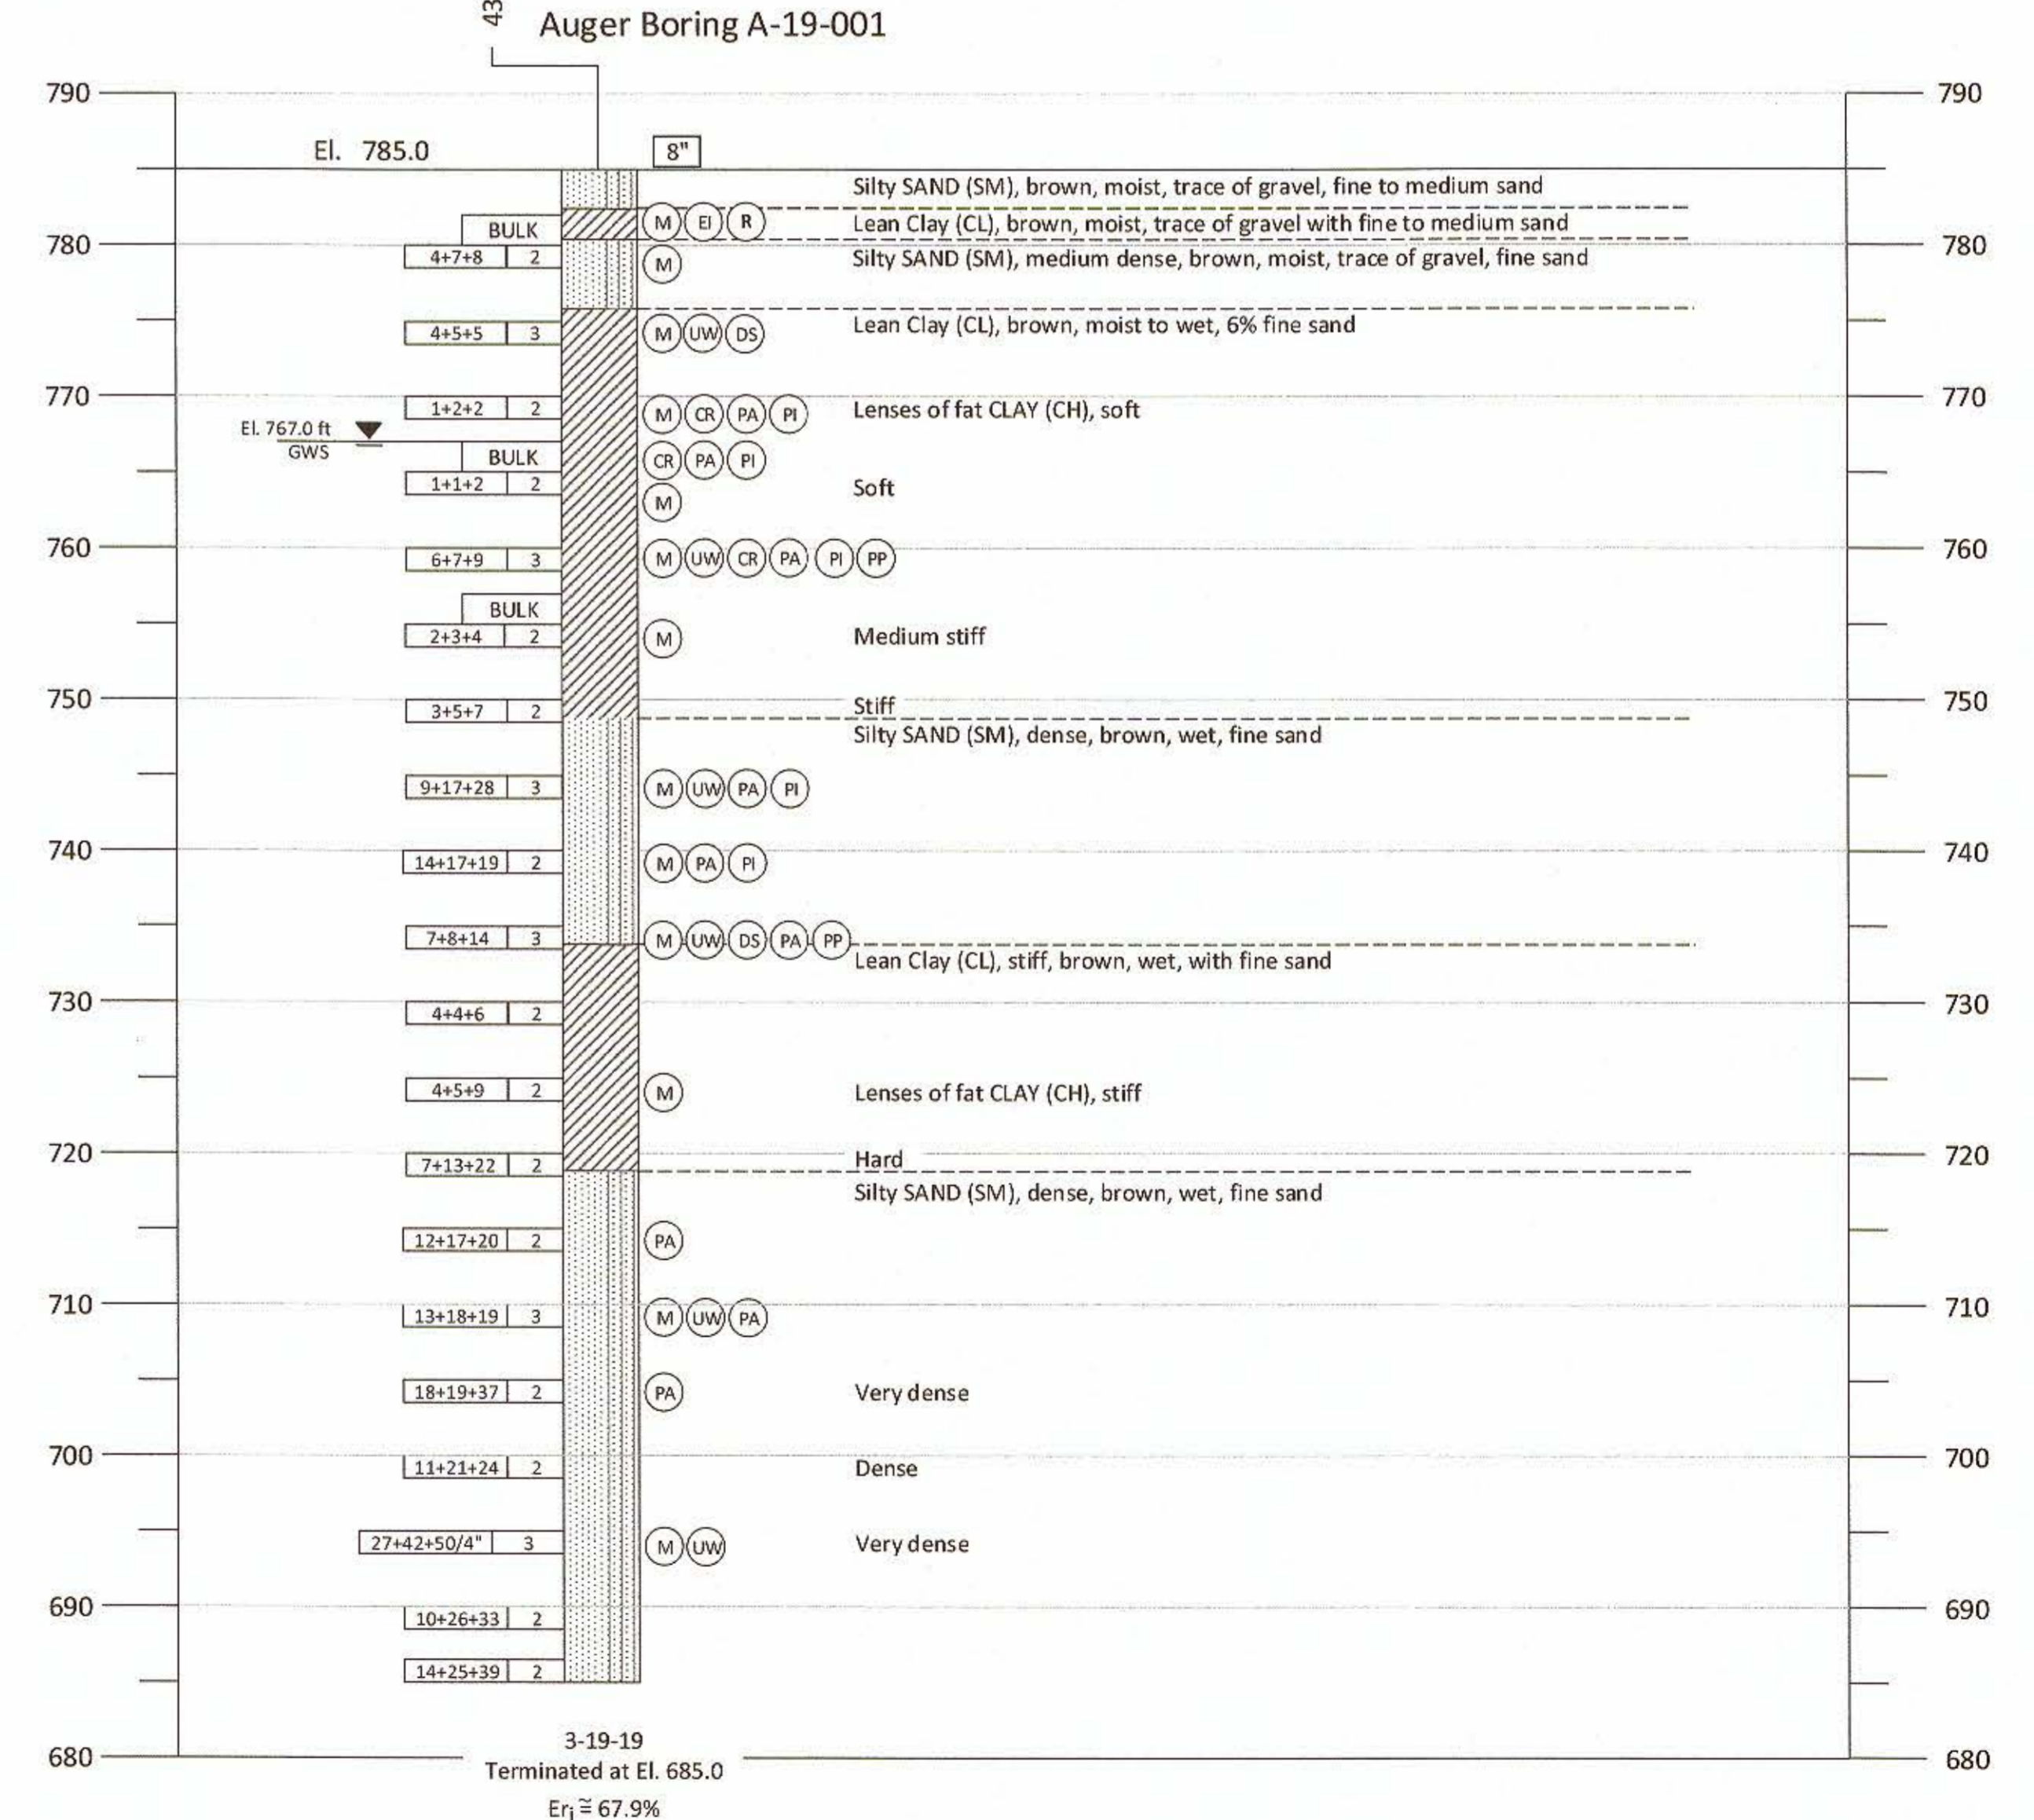 43
Auger Boring A-19-001
790 790
El. 785.0 8"
Silty SAND (SM), brown, moist, trace of gravel, fine to medium sand
BULK M EI R Lean Clay (CL), brown, moist, trace of gravel with fine to medium sand
780 780
4+7+8 2 M Silty SAND (SM), medium dense, brown, moist, trace of gravel, fine sand
4+5+5 3 M UW DS Lean Clay (CL), brown, moist to wet, 6% fine sand
770 770
1+2+2 2 M CR PA PI Lenses of fat CLAY (CH), soft
El. 767.0 ft
GWS
BULK CR PA PI
1+1+2 2 M Soft
760 760
6+7+9 3 M UW CR PA PI PP
BULK
2+3+4 2 M Medium stiff
750 750
3+5+7 2 Stiff
Silty SAND (SM), dense, brown, wet, fine sand
9+17+28 3 M UW PA PI
740 740
14+17+19 2 M PA PI
7+8+14 3 M UW DS PA PP
Lean Clay (CL), stiff, brown, wet, with fine sand
730 730
4+4+6 2
4+5+9 2 M Lenses of fat CLAY (CH), stiff
720 720
7+13+22 2 Hard
Silty SAND (SM), dense, brown, wet, fine sand
12+17+20 2 PA
710 710
13+18+19 3 M UW PA
18+19+37 2 PA Very dense
700 700
11+21+24 2 Dense
27+42+50/4" 3 M UW Very dense
690 690
10+26+33 2
14+25+39 2
3-19-19
680 680
Terminated at El. 685.0
Eri ≅ 67.9%